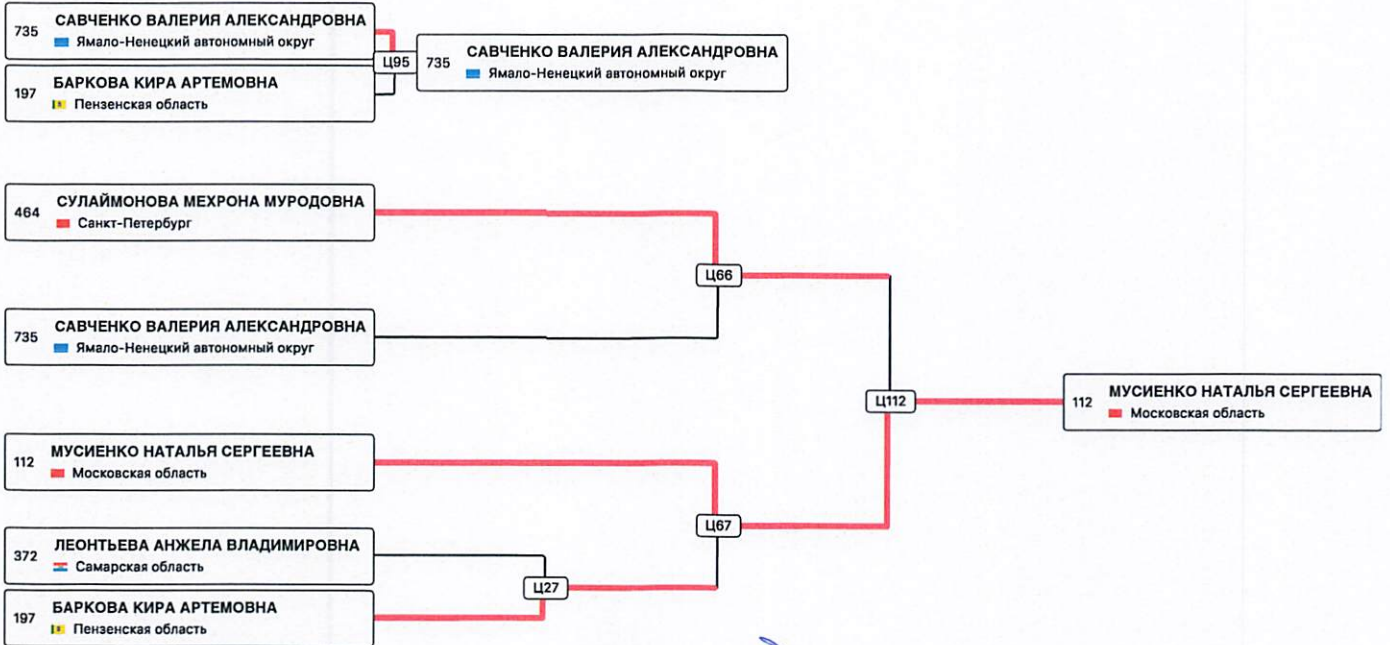 735 САВЧЕНКО ВАЛЕРИЯ АЛЕКСАНДРОВНА
Ямало-Ненецкий автономный округ
Ц95
735 САВЧЕНКО ВАЛЕРИЯ АЛЕКСАНДРОВНА
Ямало-Ненецкий автономный округ
197 БАРКОВА КИРА АРТЕМОВНА
Пензенская область
464 СУЛАЙМОНОВА МЕХРОНА МУРОДОВНА
Санкт-Петербург
Ц66
735 САВЧЕНКО ВАЛЕРИЯ АЛЕКСАНДРОВНА
Ямало-Ненецкий автономный округ
Ц112
112 МУСИЕНКО НАТАЛЬЯ СЕРГЕЕВНА
Московская область
112 МУСИЕНКО НАТАЛЬЯ СЕРГЕЕВНА
Московская область
Ц67
372 ЛЕОНТЬЕВА АНЖЕЛА ВЛАДИМИРОВНА
Самарская область
Ц27
197 БАРКОВА КИРА АРТЕМОВНА
Пензенская область